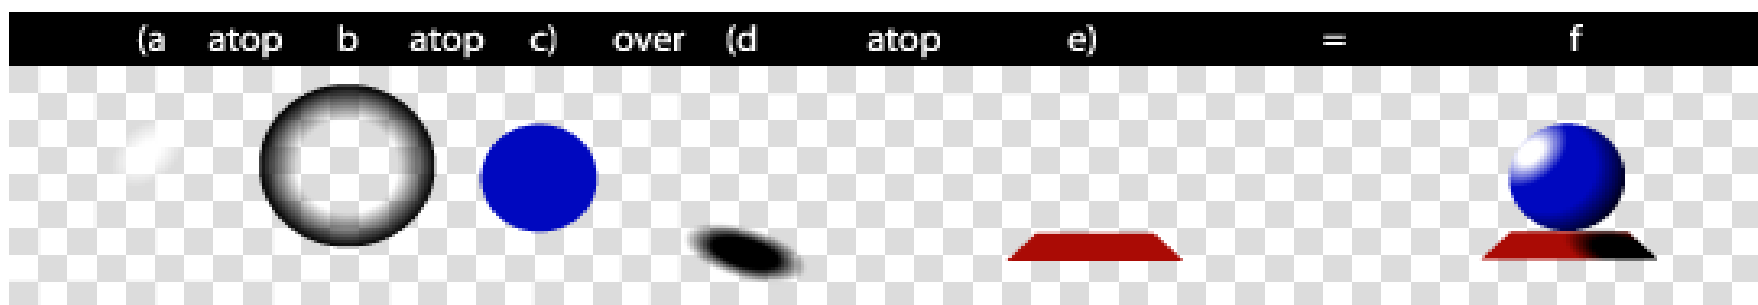 (a atop b atop c) over (d atop e) = f